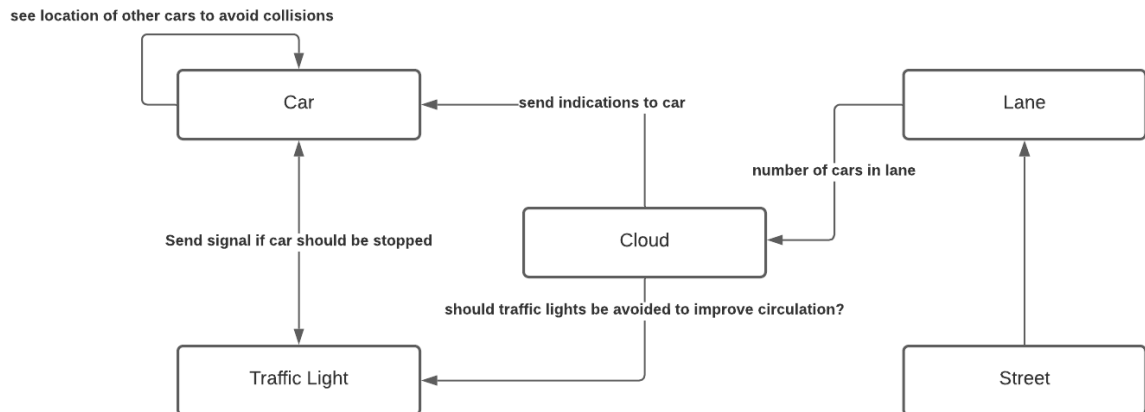 see location of other cars to avoid collisions
Car
send indications to car
Lane
number of cars in lane
Send signal if car should be stopped
Cloud
should traffic lights be avoided to improve circulation?
Traffic Light
Street